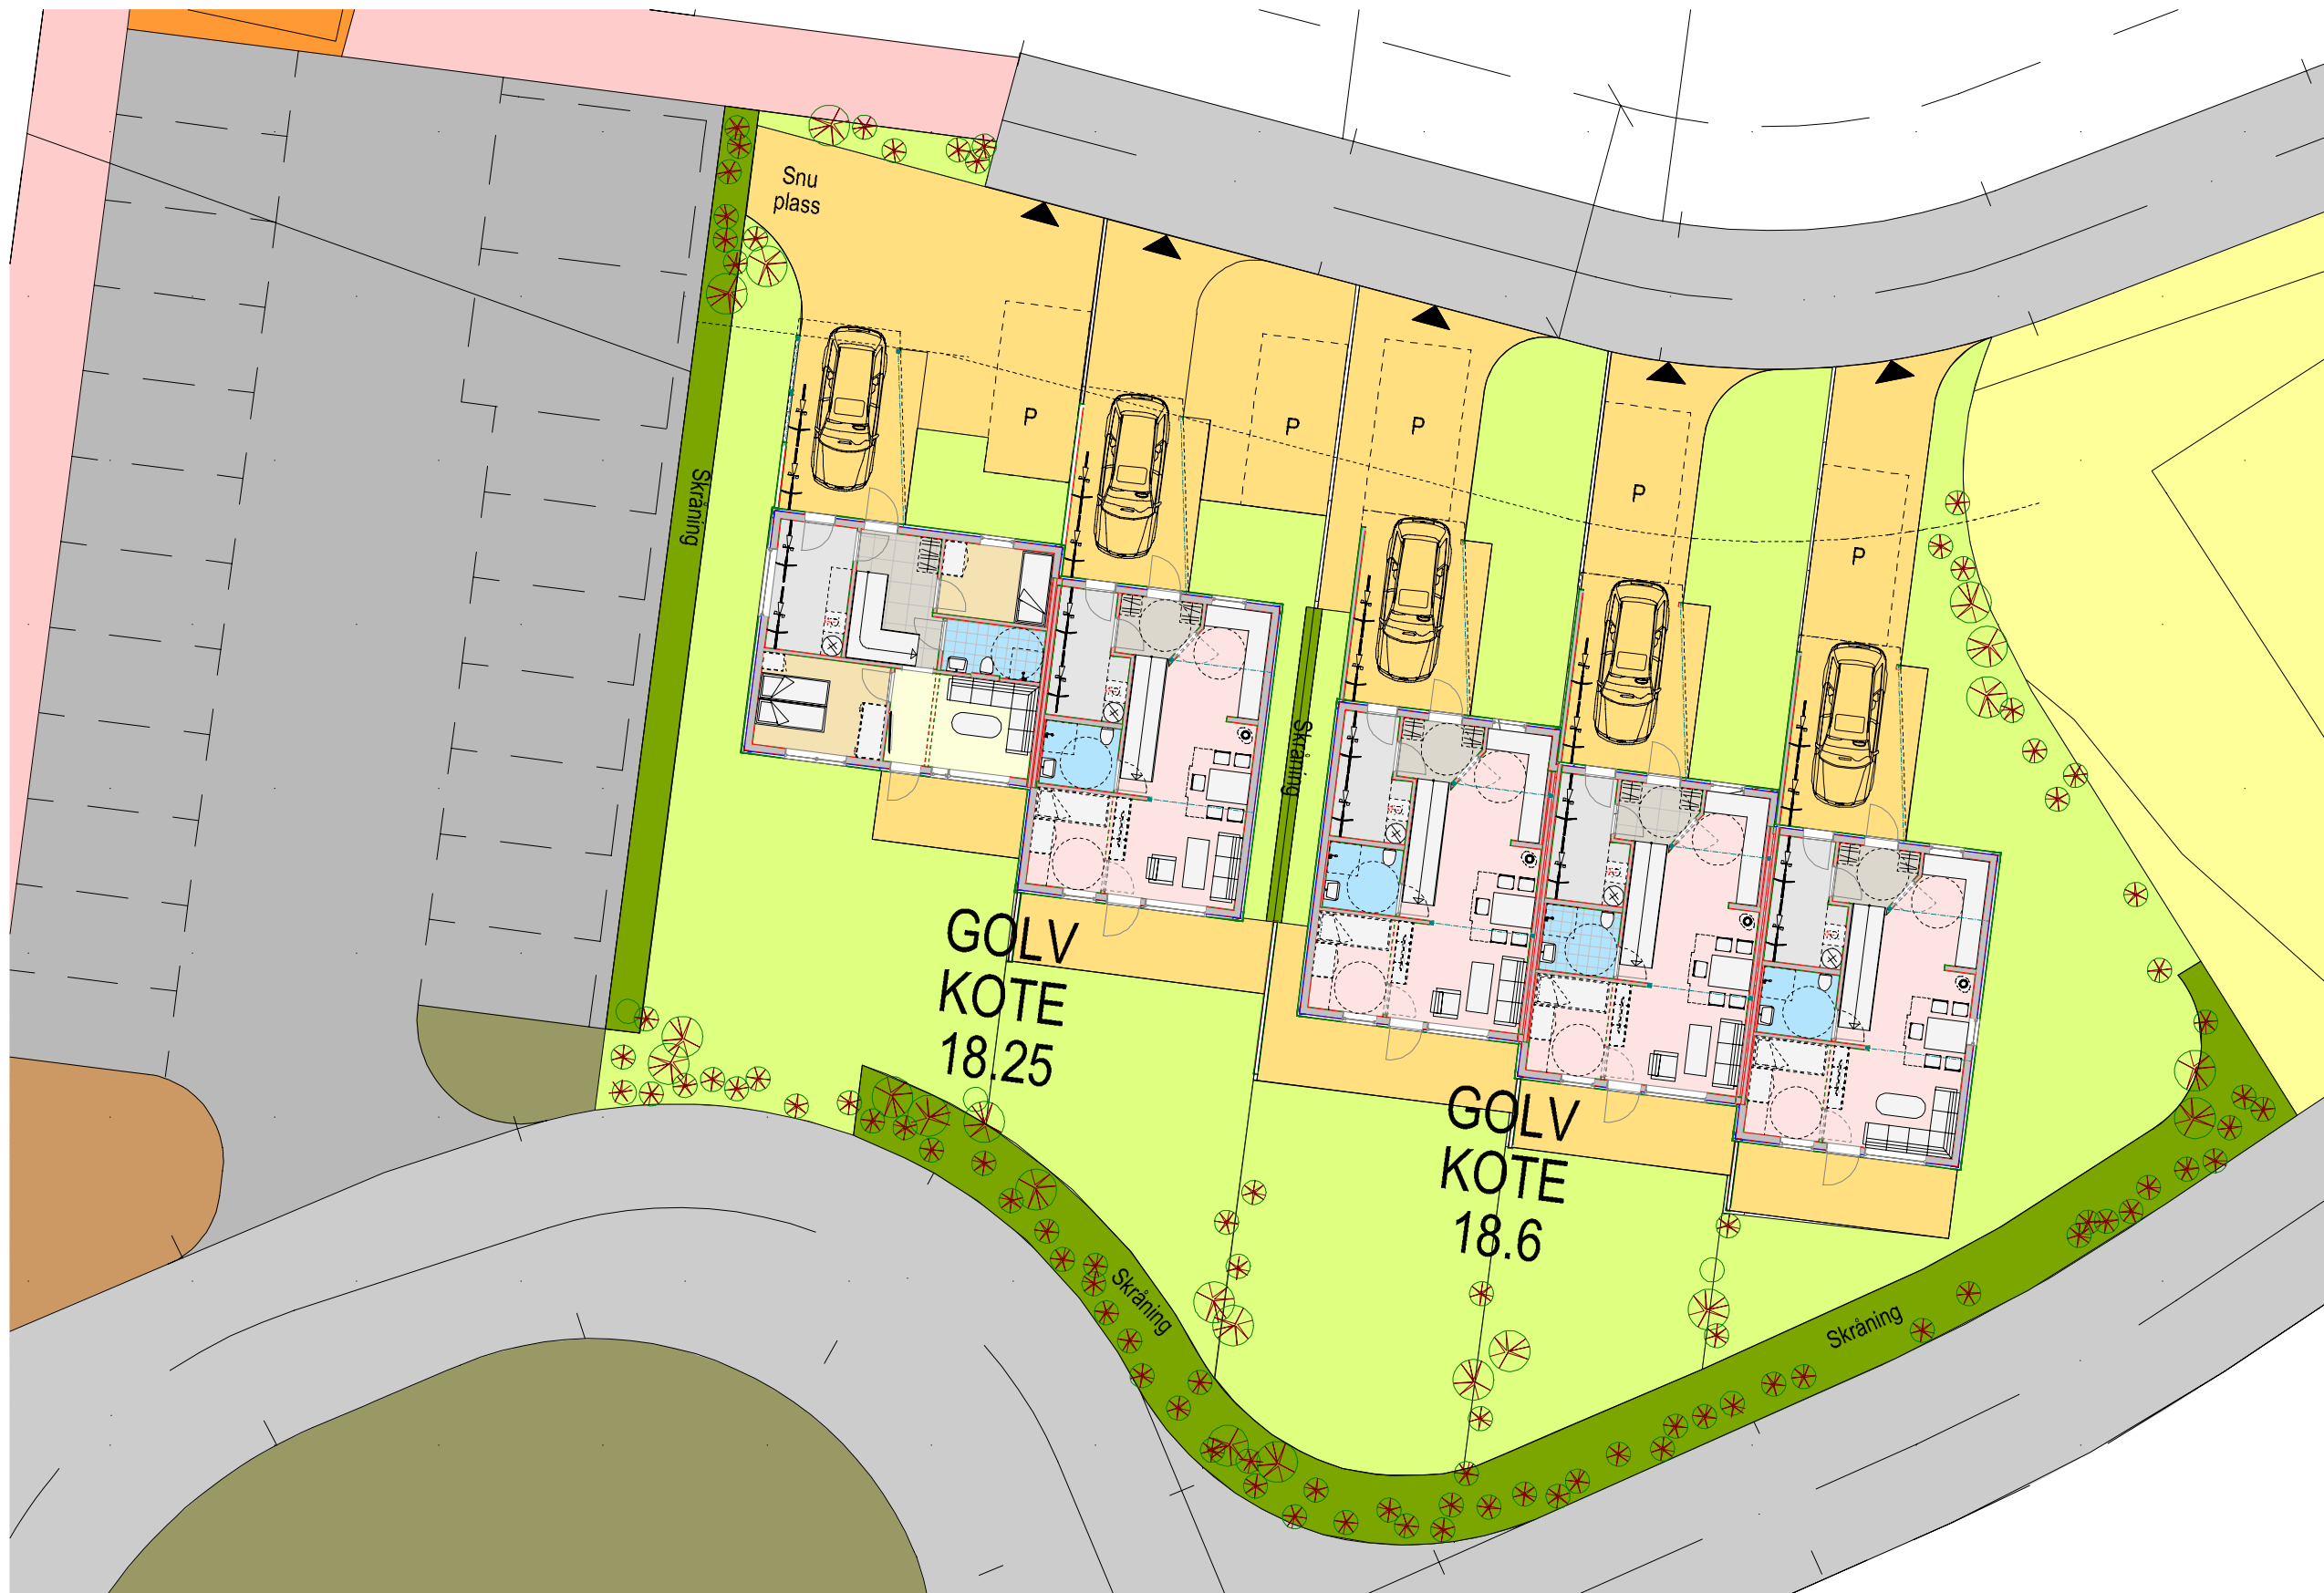 Snu
plass
P
P
P
P
P
Skråning
Skråning
GOLV
KOTE
18.25
GOLV
KOTE
18.6
Skråning
Skråning